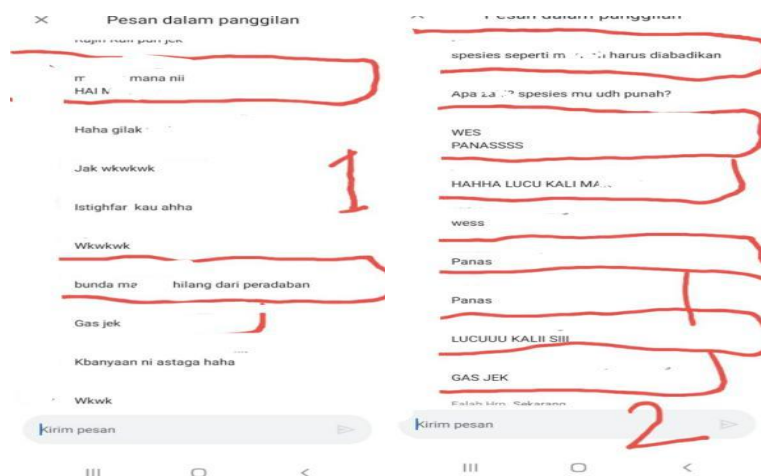 Pesan dalam panggilan
mana nii
HAI
Haha gilak
Jak wkwkwk
1
Istighfar kau ahha
Wkwkwk
bunda hilang dari peradaban
Gas jek
Kbanyaan ni astaga haha
Wkwk
Kirim pesan
Pesan dalam panggilan
spesies seperti harus diabadikan
Apa spesies mu udh punah?
WES
PANASSSS
HAHHA LUCU KALI
wess
Panas
Panas
LUCUUU KALII SIII
GAS JEK
Sekarang
Kirim pesan
2